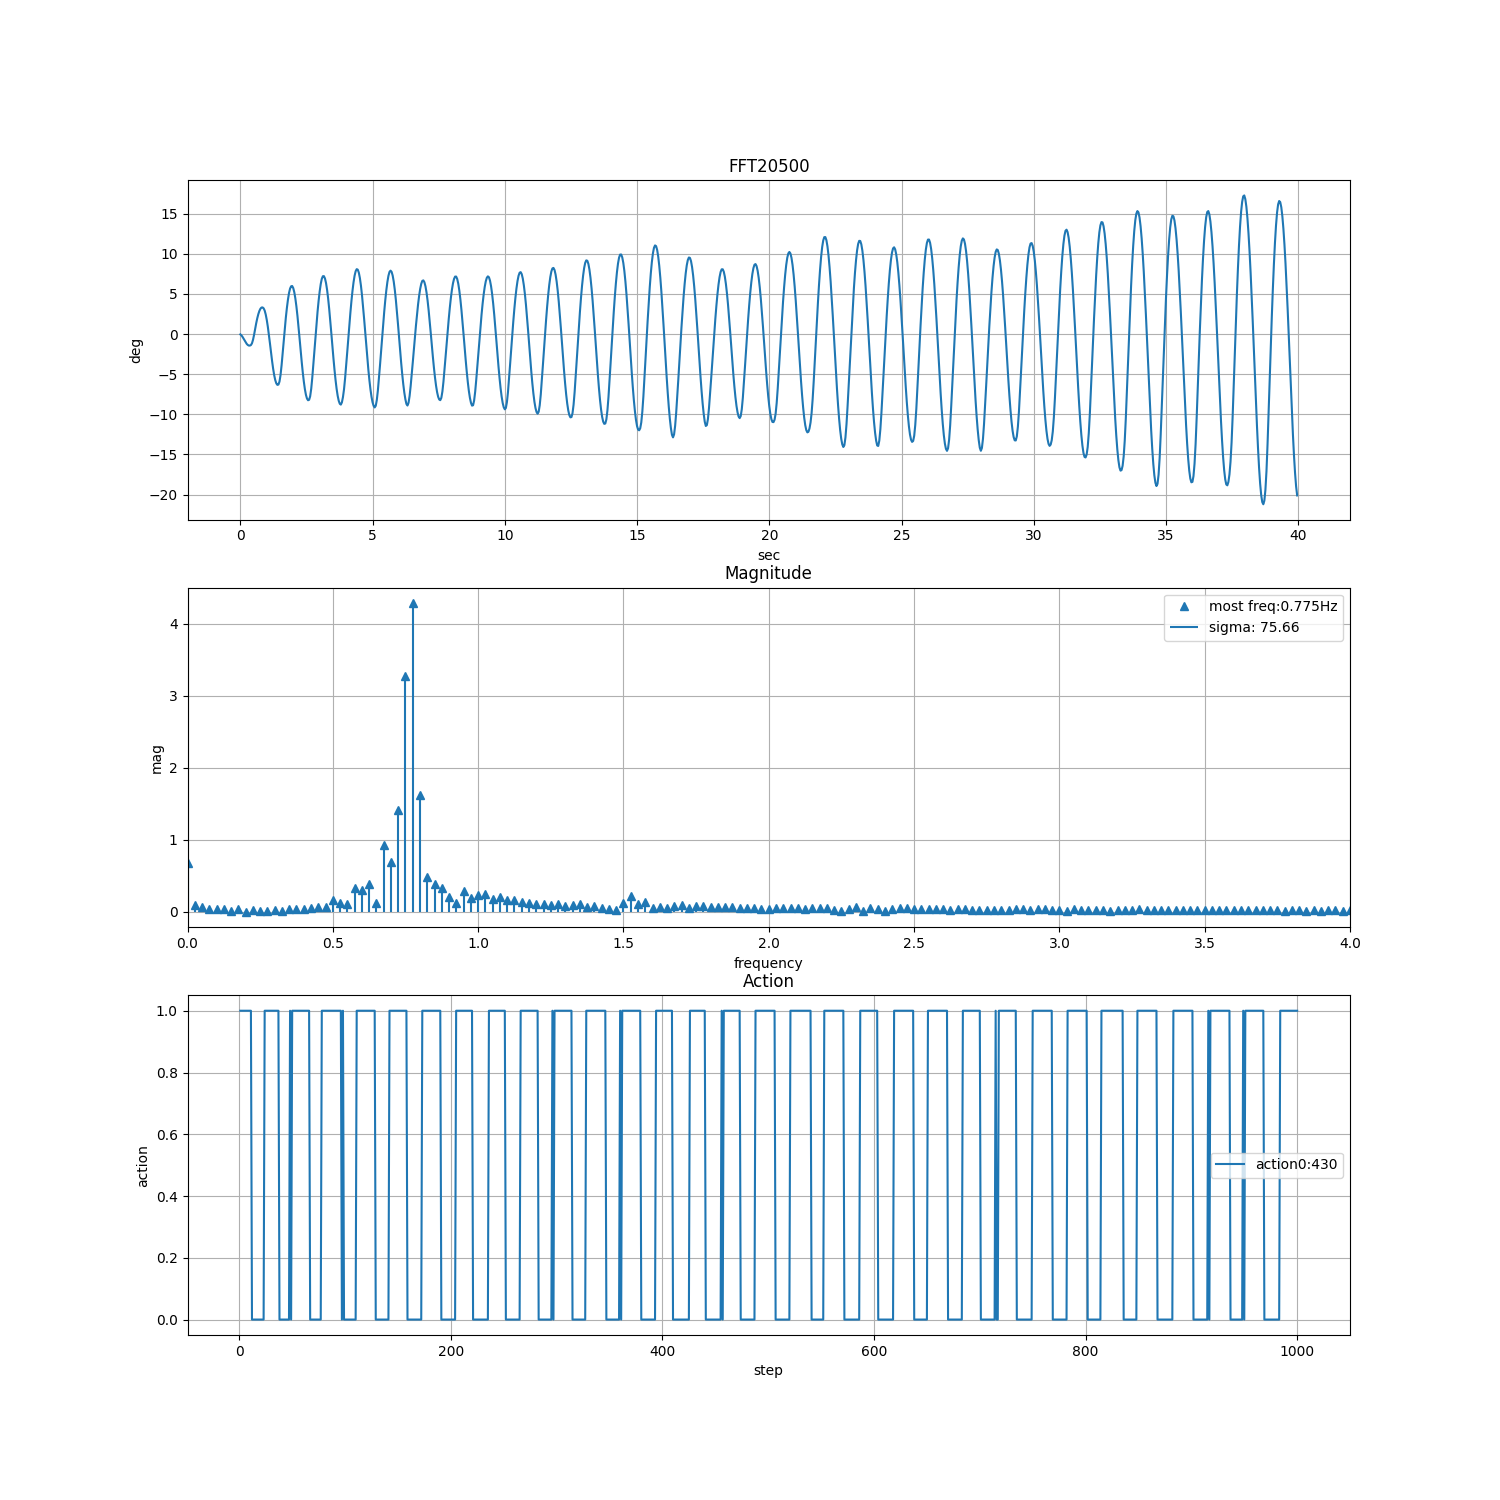 FFT20500
15
10
5
0
−5
−10
−15
−20
deg
0 5 10 15 20 25 30 35 40
sec
Magnitude
most freq:0.775Hz
sigma: 75.66
4
3
2
1
0
mag
0.0 0.5 1.0 1.5 2.0 2.5 3.0 3.5 4.0
frequency
Action
1.0
0.8
0.6
0.4
0.2
0.0
action
action0:430
0 200 400 600 800 1000
step